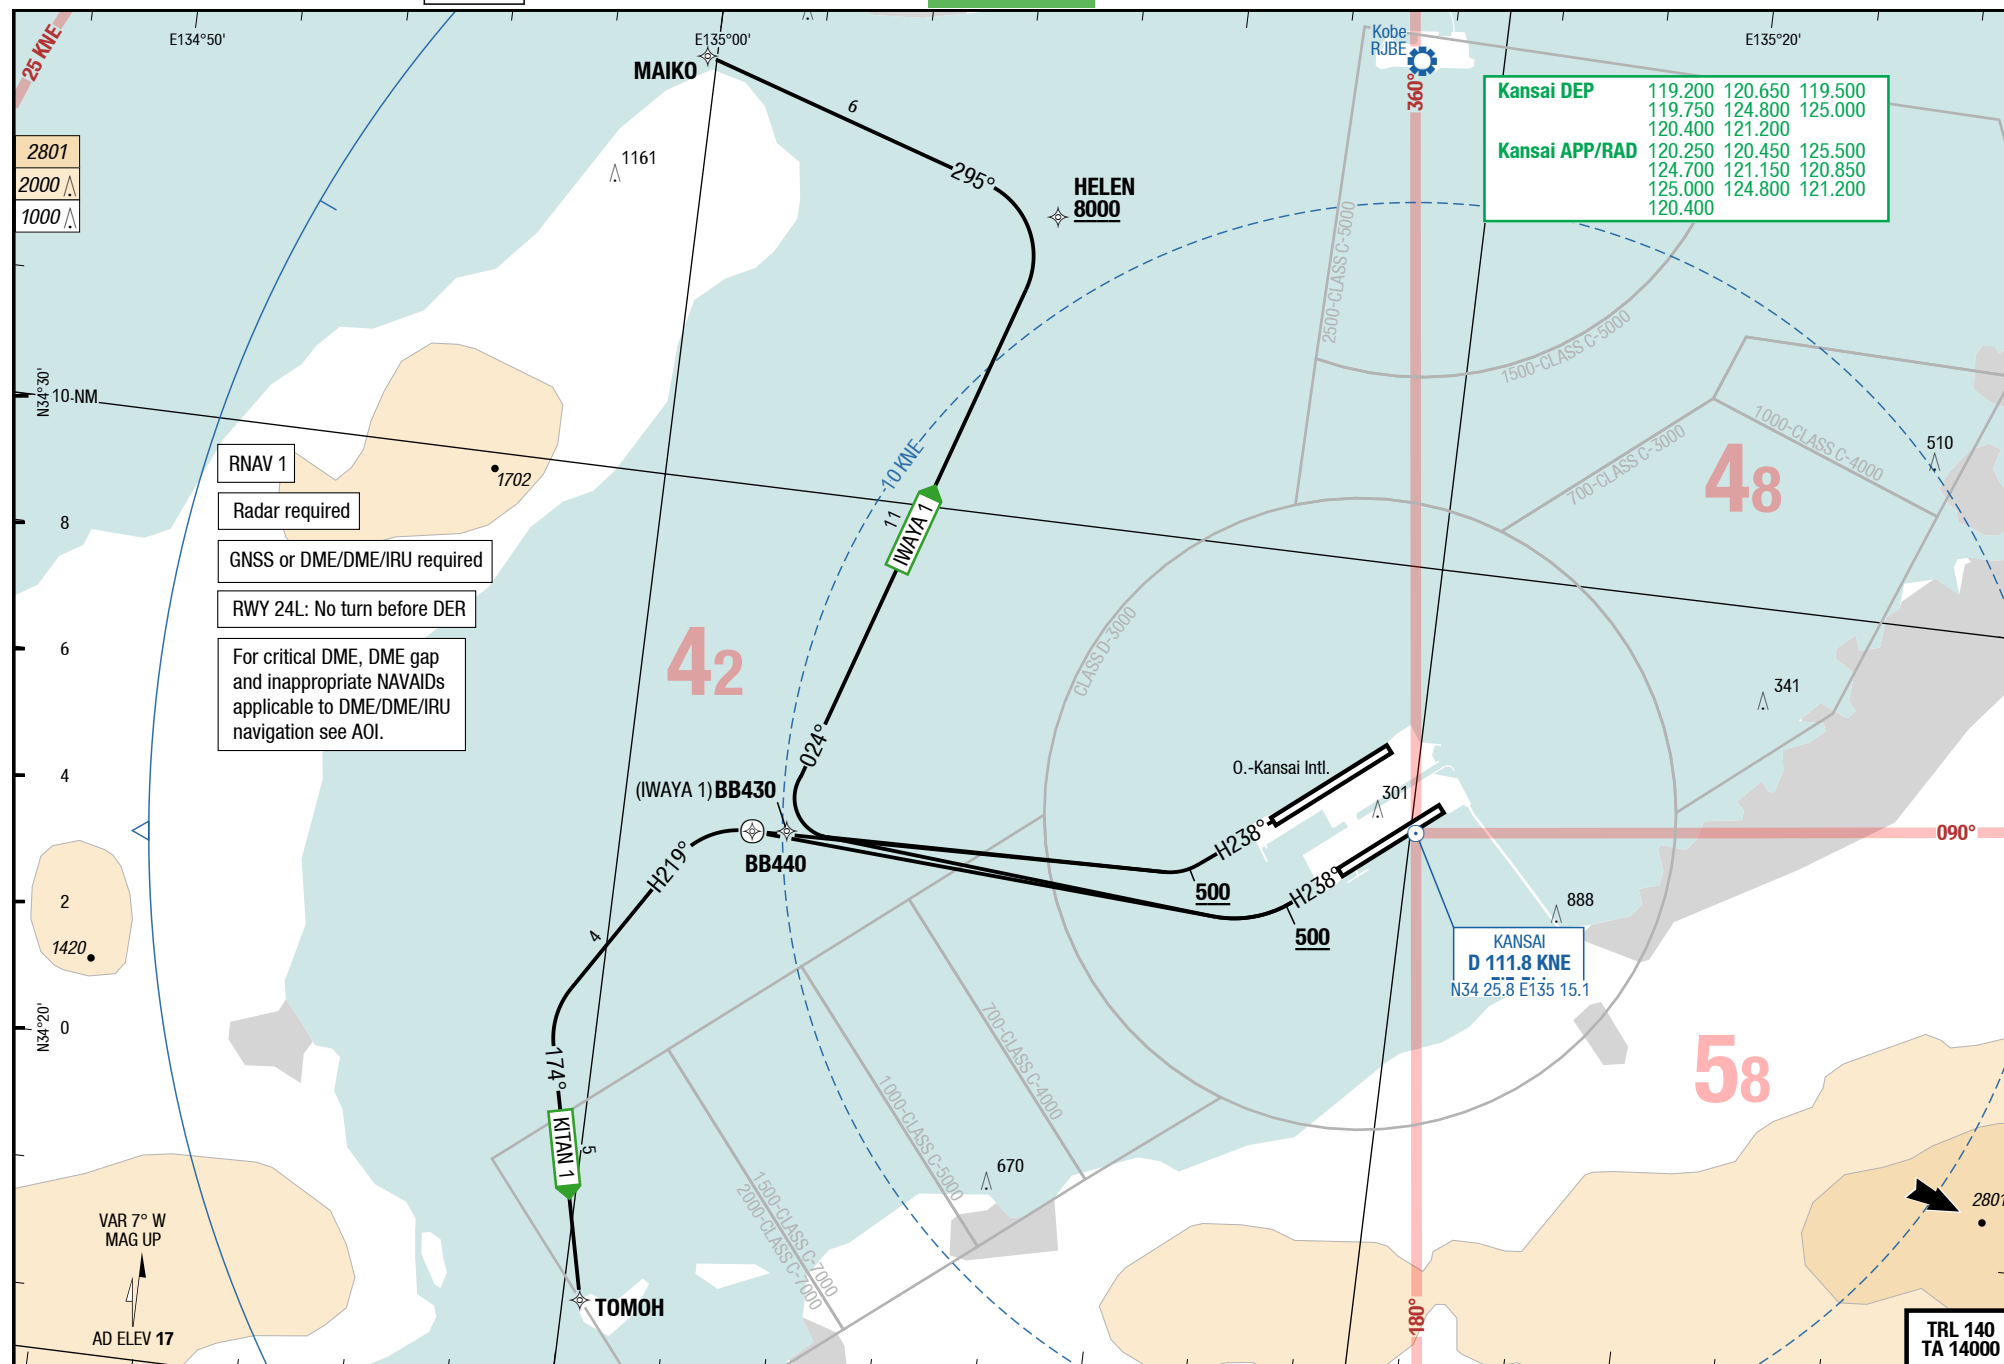 E134°50'
E135°00'
E135°20'
25 KNE
MAIKO
6
295°
HELEN
8000
Kobe
RJBE
360°
Kansai DEP 119.200 120.650 119.500
119.750 124.800 125.000
120.400 121.200
Kansai APP/RAD 120.250 120.450 125.500
124.700 121.150 120.850
125.000 124.800 121.200
120.400
2801
2000
1000
1161
2500-CLASS C-5000
1500-CLASS C-5000
N34°30'
10 NM
8
6
4
2
0
N34°20'
RNAV 1
Radar required
GNSS or DME/DME/IRU required
RWY 24L: No turn before DER
For critical DME, DME gap
and inappropriate NAVAIDs
applicable to DME/DME/IRU
navigation see AOI.
1702
10 KNE
11
IWAYA 1
700-CLASS C-3000
1000-CLASS C-4000
48
510
42
CLASS D-3000
341
024°
(IWAYA 1) BB430
BB440
H219°
4
O.-Kansai Intl.
301
H238°
500
H238°
500
090°
888
KANSAI
D 111.8 KNE
N34 25.8 E135 15.1
1420
174°
KITAN 1
5
TOMOH
700-CLASS C-4000
1000-CLASS C-5000
1500-CLASS C-7000
2000-CLASS C-7000
670
58
2801
180°
VAR 7° W
MAG UP
AD ELEV 17
TRL 140
TA 14000